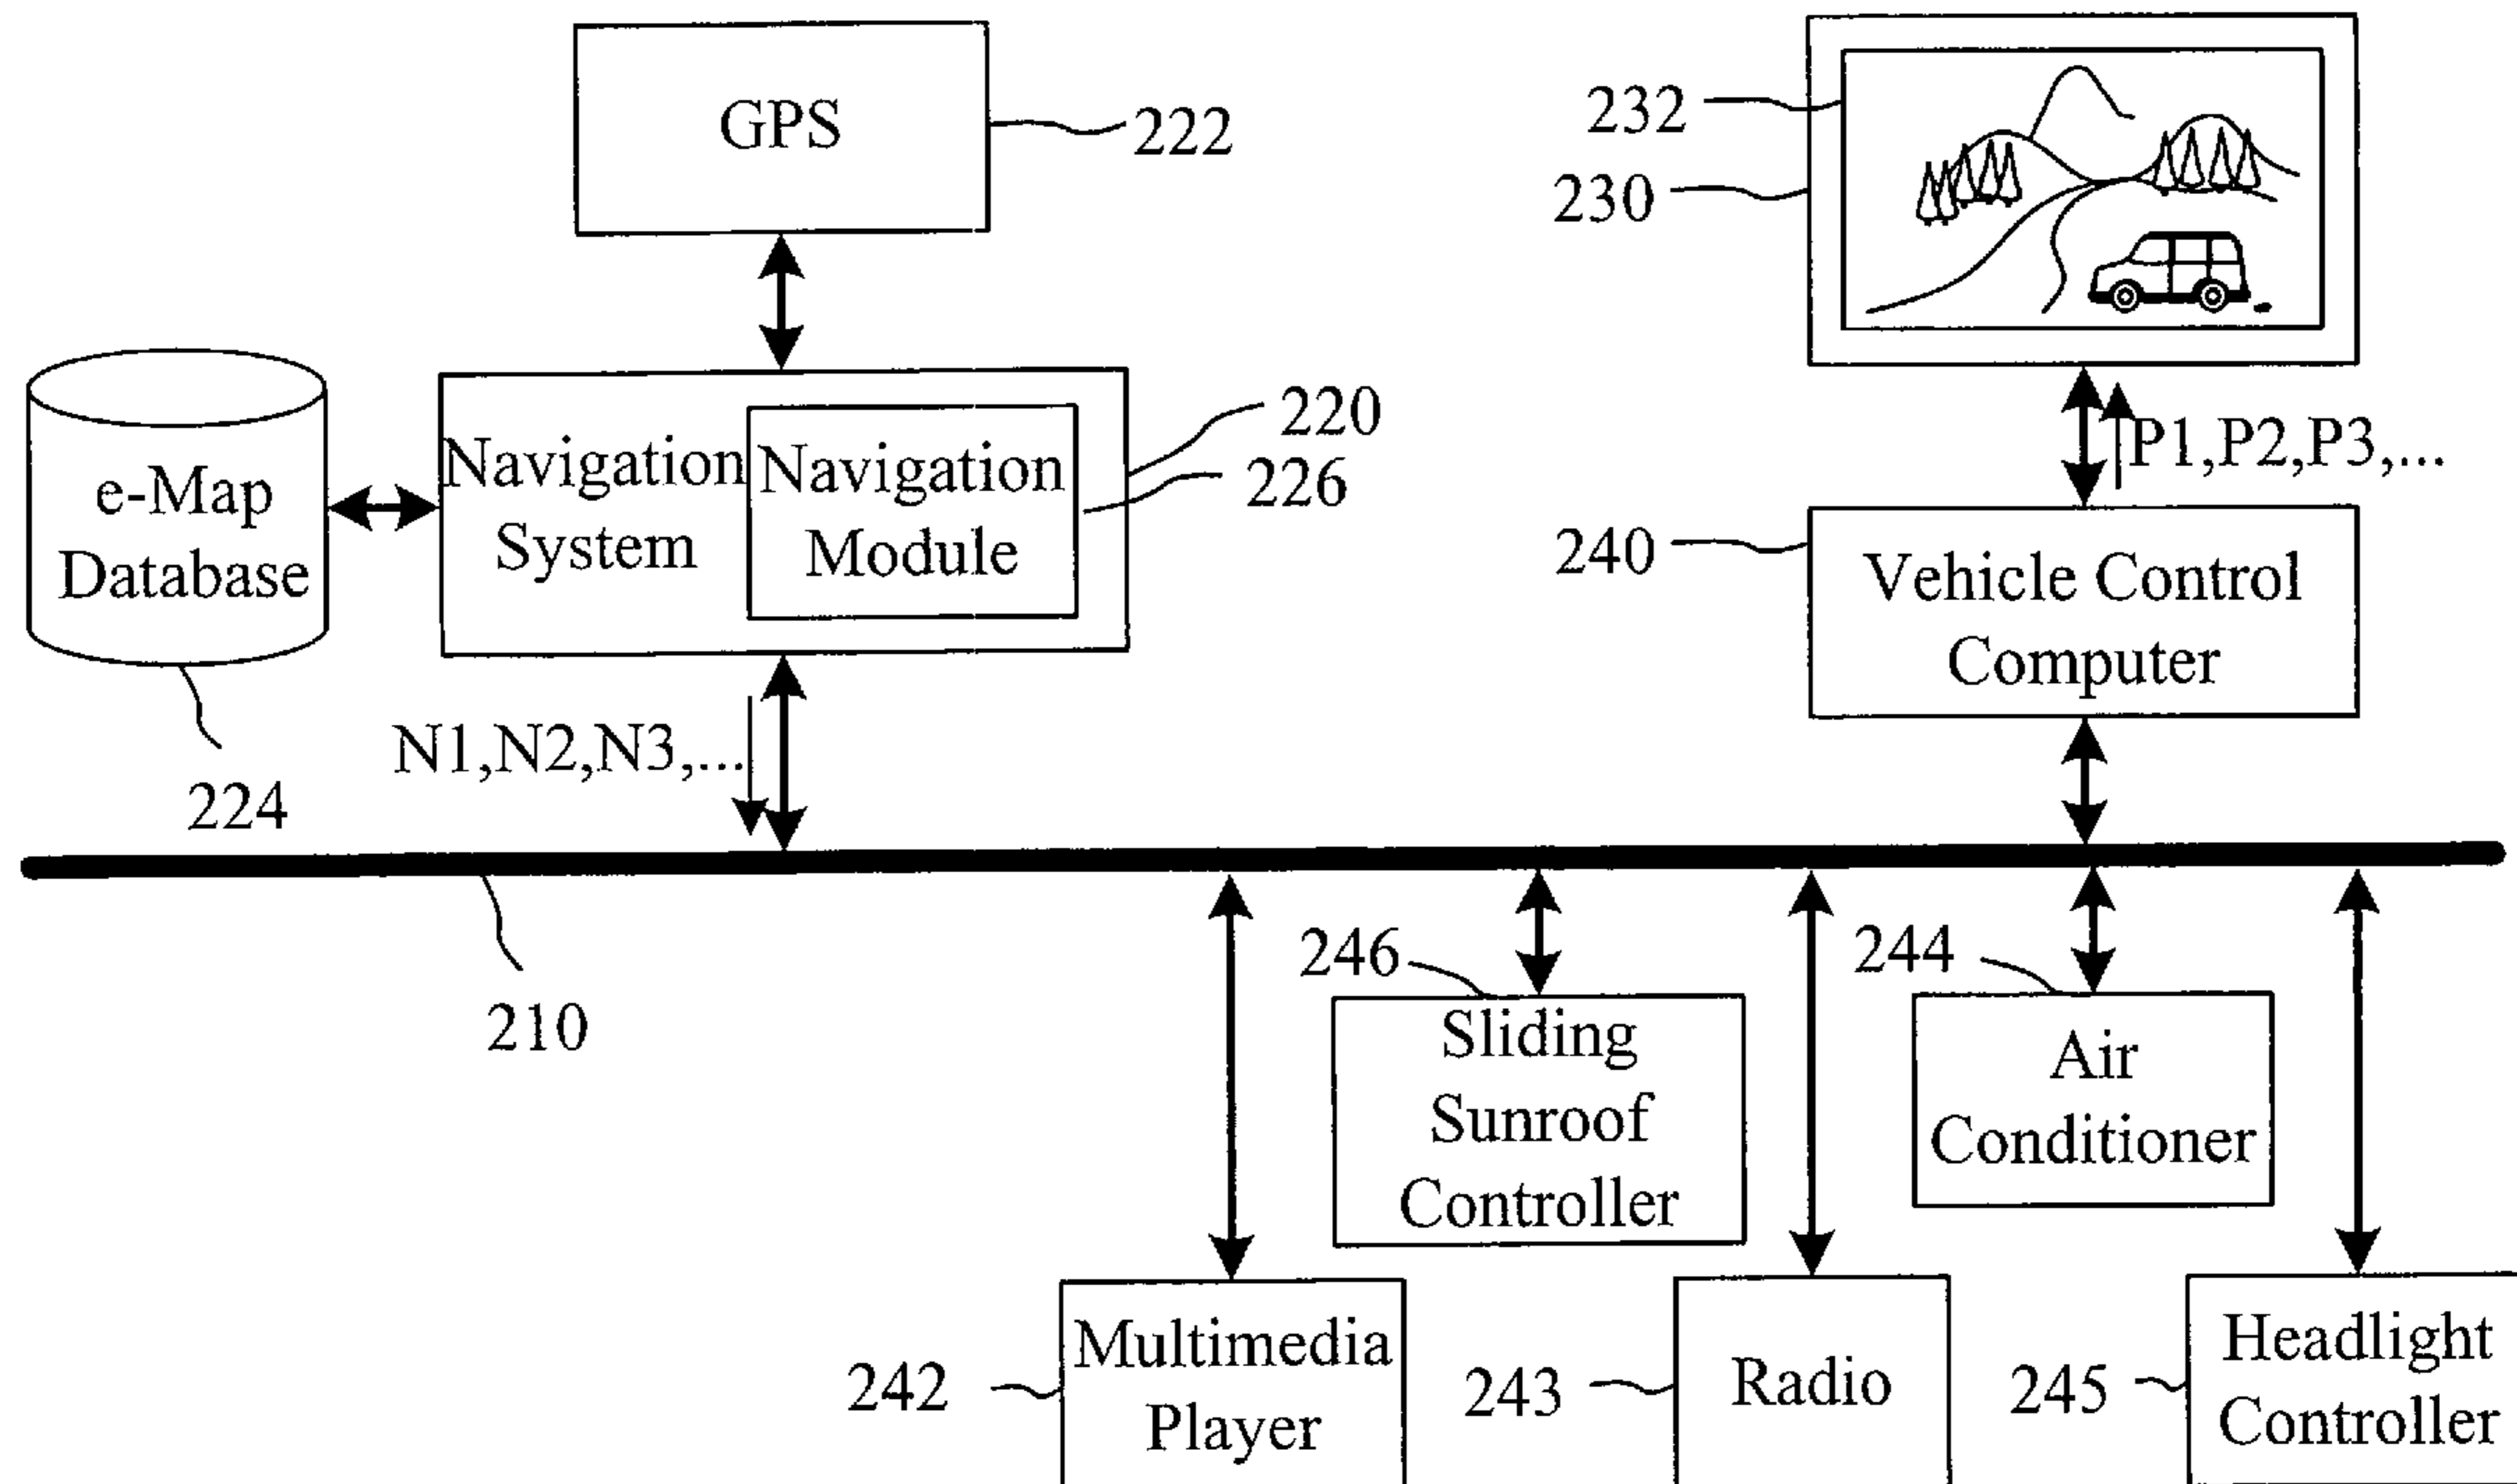 GPS
222
232
230
e-Map
Database
Navigation
System
Navigation
Module
220
226
P1,P2,P3,...
240
Vehicle Control
Computer
N1,N2,N3,...
224
210
246
Sliding
Sunroof
Controller
244
Air
Conditioner
242
Multimedia
Player
243
Radio
245
Headlight
Controller